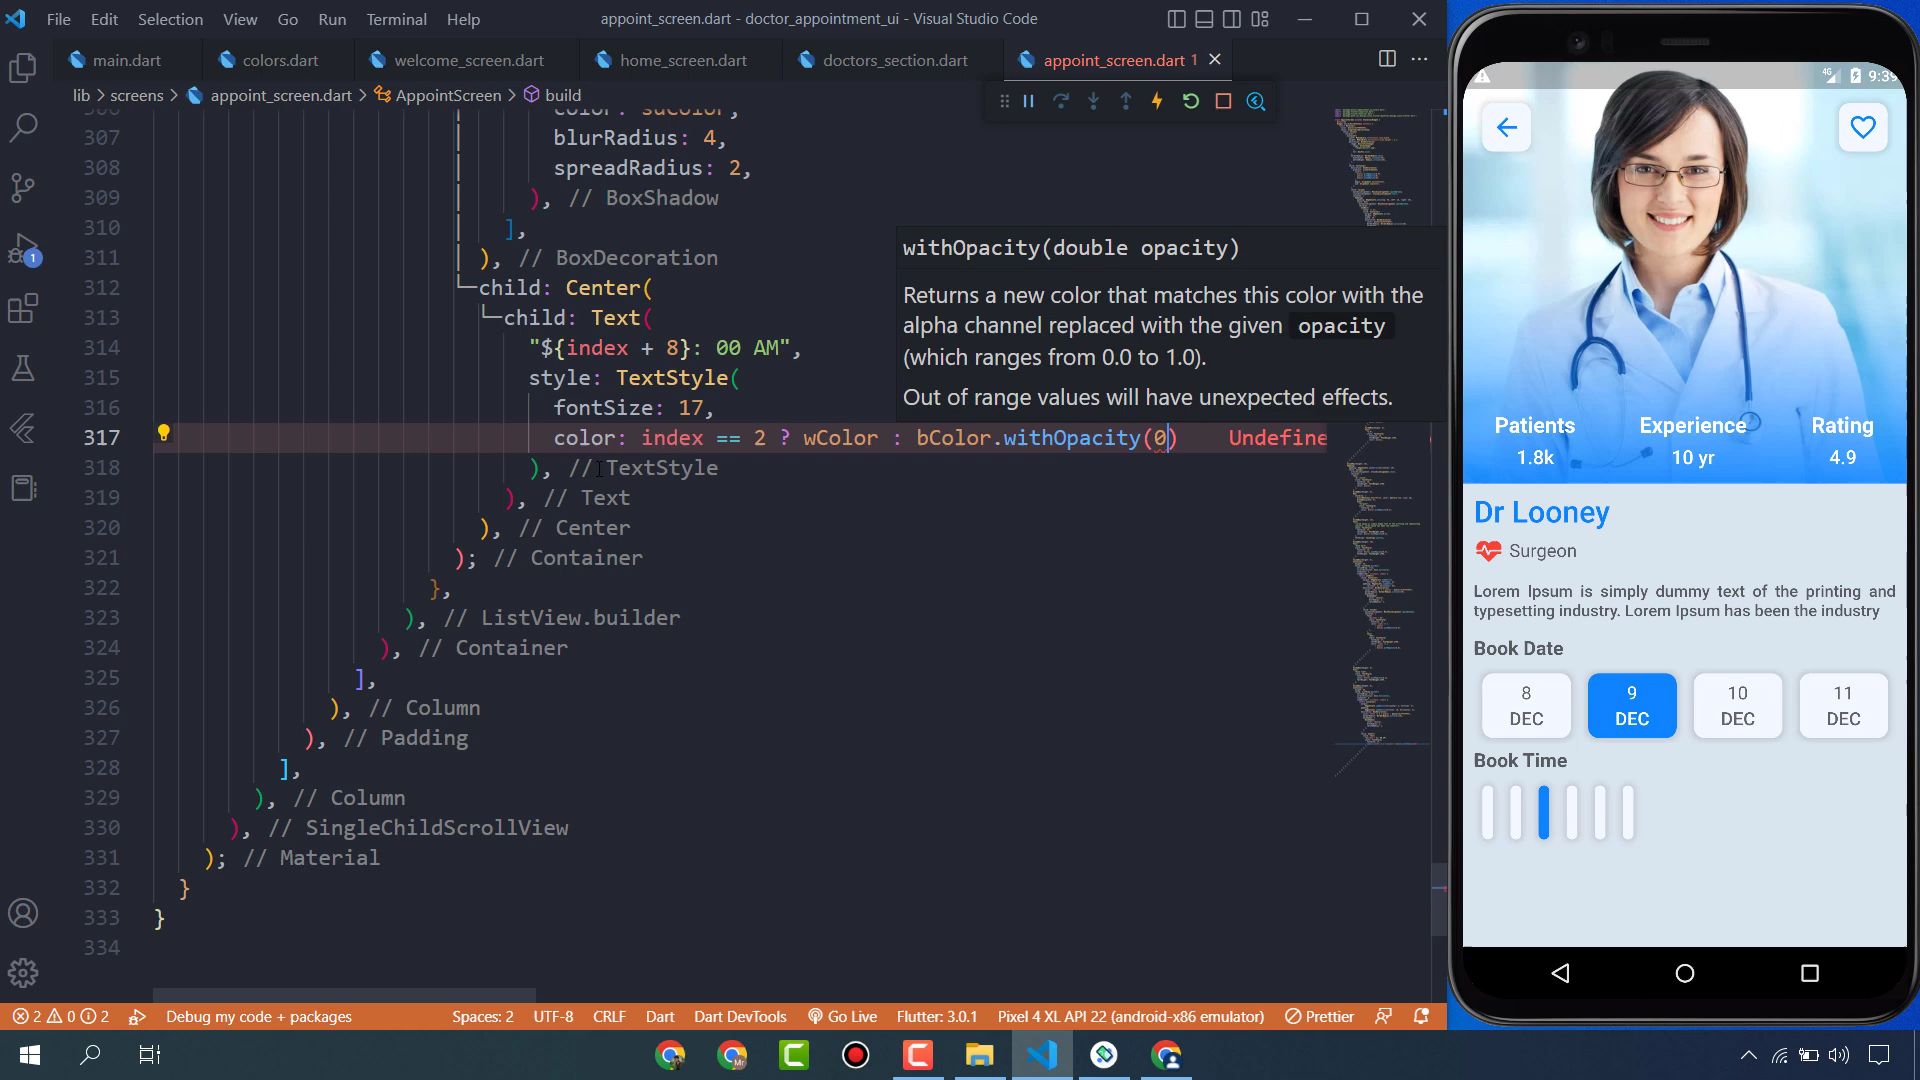 File Edit Selection View Go Run Terminal Help
appoint_screen.dart - doctor_appointment_ui - Visual Studio Code
main.dart
colors.dart
welcome_screen.dart
home_screen.dart
doctors_section.dart
appoint_screen.dart 1
lib > screens > appoint_screen.dart > AppointScreen > build
307 blurRadius: 4,
308 spreadRadius: 2,
309 ), // BoxShadow
310 ],
311 ), // BoxDecoration
312 child: Center(
313 child: Text(
314 "${index + 8}: 00 AM",
315 style: TextStyle(
316 fontSize: 17,
317 color: index == 2 ? wColor : bColor.withOpacity(0) Undefine
318 ), // TextStyle
319 ), // Text
320 ), // Center
321 ); // Container
322 },
323 ), // ListView.builder
324 ), // Container
325 ],
326 ), // Column
327 ), // Padding
328 ],
329 ), // Column
330 ), // SingleChildScrollView
331 ); // Material
332 }
333 }
334
withOpacity(double opacity)
Returns a new color that matches this color with the
alpha channel replaced with the given opacity
(which ranges from 0.0 to 1.0).
Out of range values will have unexpected effects.
1
2 0 2 Debug my code + packages
Spaces: 2 UTF-8 CRLF Dart Dart DevTools Go Live Flutter: 3.0.1 Pixel 4 XL API 22 (android-x86 emulator) Prettier
4G 9:39
Patients Experience Rating
1.8k 10 yr 4.9
Dr Looney
Surgeon
Lorem Ipsum is simply dummy text of the printing and
typesetting industry. Lorem Ipsum has been the industry
Book Date
8 9 10 11
DEC DEC DEC DEC
Book Time